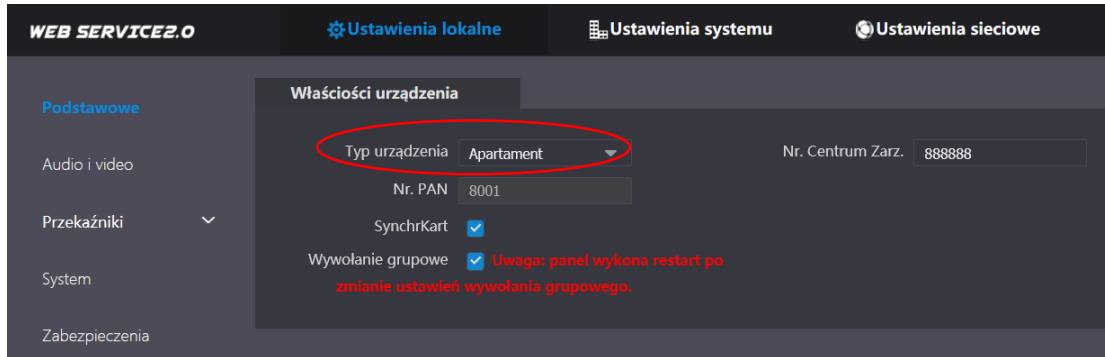 WEB SERVICE2.0 Ustawienia lokalne Ustawienia systemu Ustawienia sieciowe
Właściości urządzenia
Podstawowe
Typ urządzenia Apartament Nr. Centrum Zarz. 888888
Audio i video
Nr. PAN 8001
Przekaźniki SynchrKart
Wywołanie grupowe Uwaga: panel wykona restart po
zmianie ustawień wywołania grupowego.
System
Zabezpieczenia